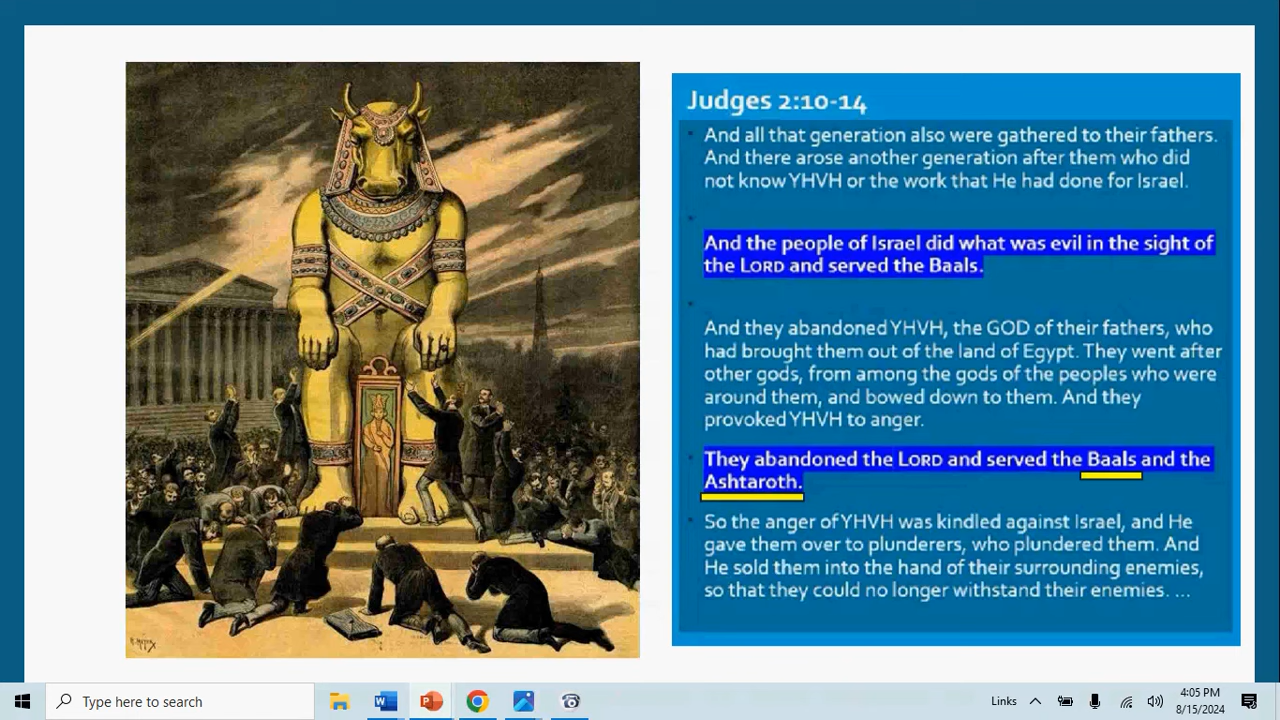 Judges 2:10-14
And all that generation also were gathered to their fathers.
And there arose another generation after them who did
not know YHVH or the work that He had done for Israel.
And the people of Israel did what was evil in the sight of
the LORD and served the Baals.
And they abandoned YHVH, the GOD of their fathers, who
had brought them out of the land of Egypt. They went after
other gods, from among the gods of the peoples who were
around them, and bowed down to them. And they
provoked YHVH to anger.
They abandoned the LORD and served the Baals and the
Ashtaroth.
So the anger of YHVH was kindled against Israel, and He
gave them over to plunderers, who plundered them. And
He sold them into the hand of their surrounding enemies,
so that they could no longer withstand their enemies. ...
Type here to search
Links
4:05 PM
8/15/2024